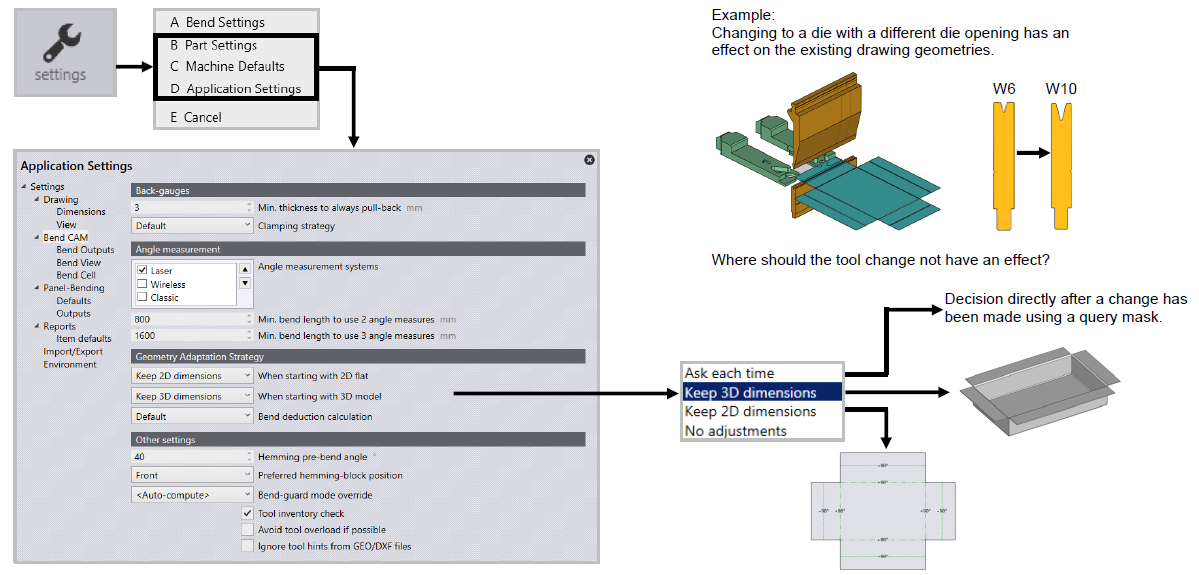 settings
A Bend Settings
B Part Settings
C Machine Defaults
D Application Settings
E Cancel
Example:
Changing to a die with a different die opening has an
effect on the existing drawing geometries.
W6
W10
Where should the tool change not have an effect?
Application Settings
Settings
Drawing
Dimensions
View
Bend CAM
Bend Outputs
Bend View
Bend Cell
Panel-Bending
Defaults
Outputs
Reports
Item defaults
Import/Export
Environment
Back-gauges
3 Min. thickness to always pull-back mm
Default Clamping strategy
Angle measurement
Laser Angle measurement systems
Wireless
Classic
800 Min. bend length to use 2 angle measures mm
1600 Min. bend length to use 3 angle measures mm
Geometry Adaptation Strategy
Keep 2D dimensions When starting with 2D flat
Keep 3D dimensions When starting with 3D model
Default Bend deduction calculation
Other settings
40 Hemming pre-bend angle °
Front Preferred hemming-block position
<Auto-compute> Bend-guard mode override
Tool inventory check
Avoid tool overload if possible
Ignore tool hints from GEO/DXF files
Ask each time
Keep 3D dimensions
Keep 2D dimensions
No adjustments
Decision directly after a change has
been made using a query mask.